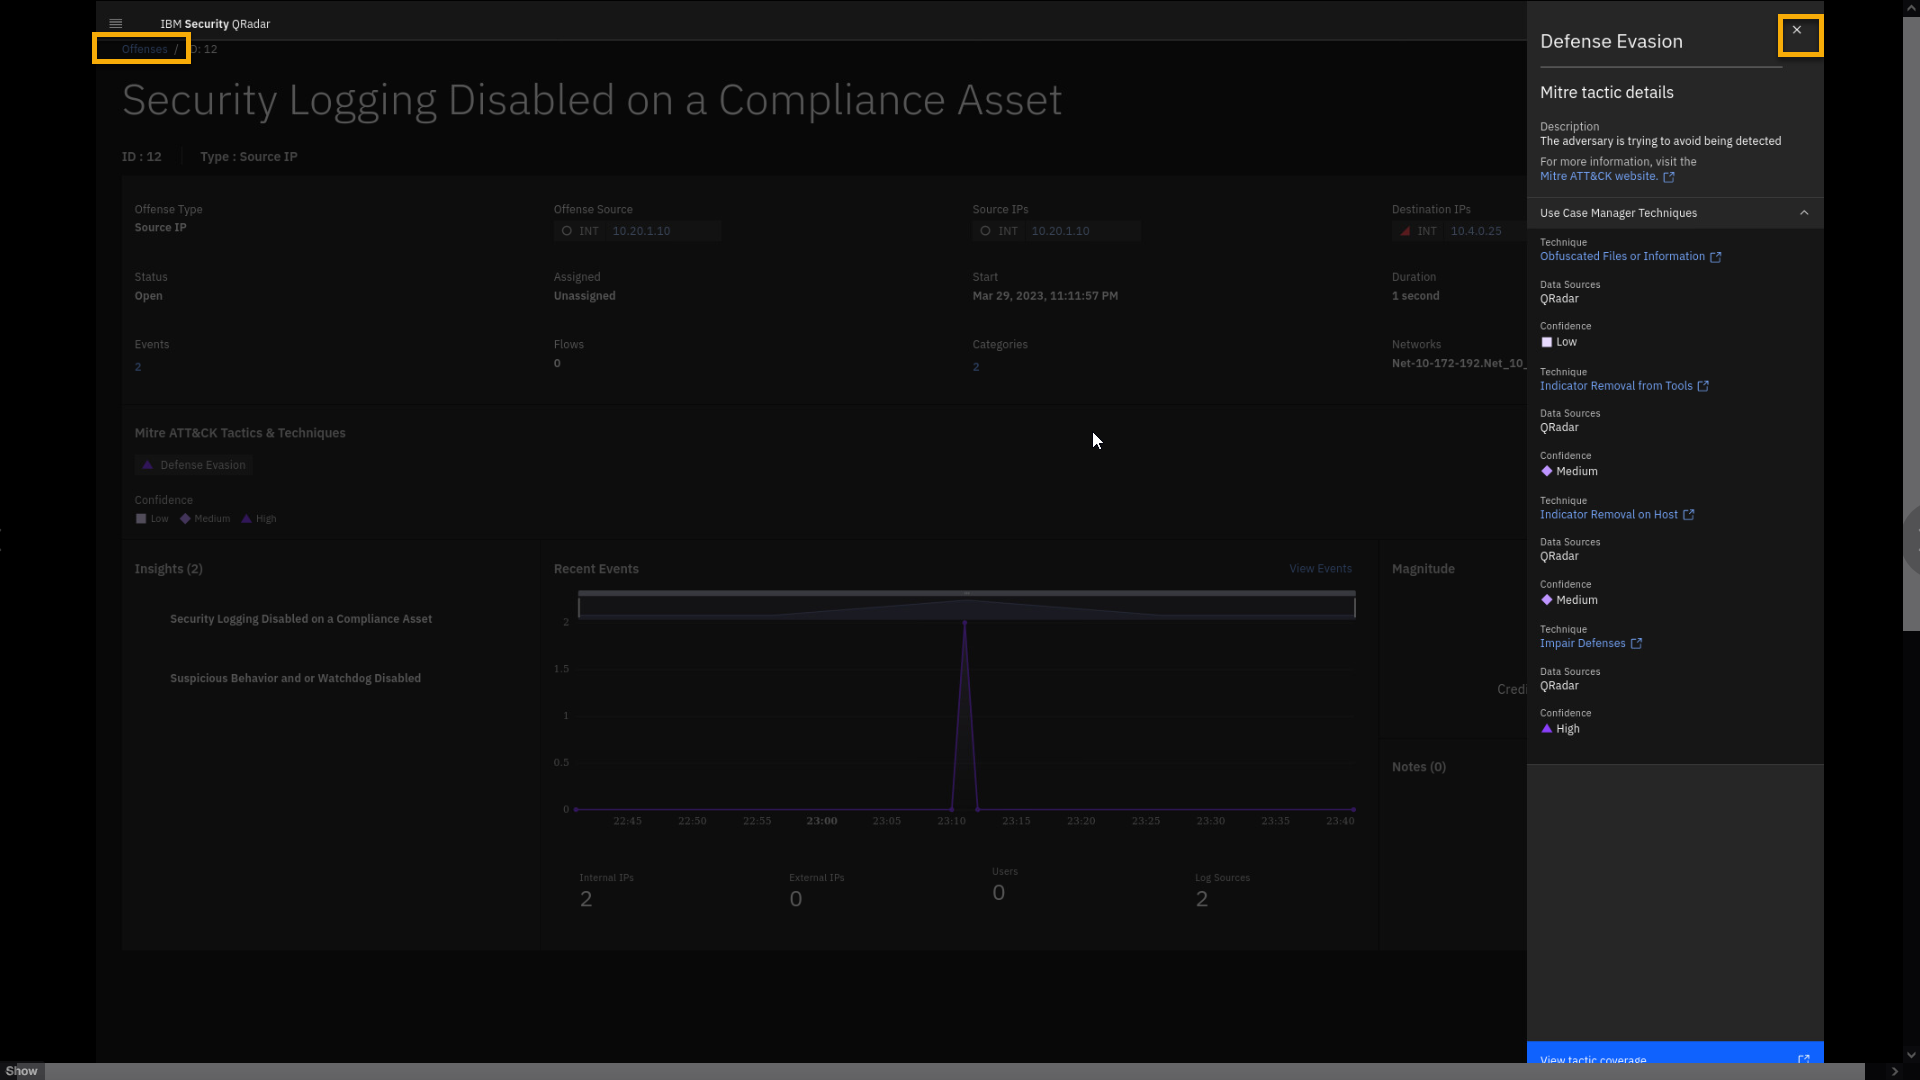 IBM Security QRadar
Offenses / D: 12
Security Logging Disabled on a Compliance Asset
ID : 12 Type : Source IP
Offense Type
Source IP
Offense Source
INT 10.20.1.10
Source IPs
INT 10.20.1.10
Destination IPs
INT 10.4.0.25
Status
Open
Assigned
Unassigned
Start
Mar 29, 2023, 11:11:57 PM
Duration
1 second
Events
2
Flows
0
Categories
2
Networks
Net-10-172-192.Net_10_
Mitre ATT&CK Tactics & Techniques
Defense Evasion
Confidence
Low Medium High
Insights (2)
Security Logging Disabled on a Compliance Asset
Suspicious Behavior and or Watchdog Disabled
Recent Events View Events
2
1.5
1
0.5
0
22:45 22:50 22:55 23:00 23:05 23:10 23:15 23:20 23:25 23:30 23:35 23:40
Internal IPs
2
External IPs
0
Users
0
Log Sources
2
Magnitude
Credi
Notes (0)
Defense Evasion
Mitre tactic details
Description
The adversary is trying to avoid being detected
For more information, visit the
Mitre ATT&CK website.
Use Case Manager Techniques
Technique
Obfuscated Files or Information
Data Sources
QRadar
Confidence
Low
Technique
Indicator Removal from Tools
Data Sources
QRadar
Confidence
Medium
Technique
Indicator Removal on Host
Data Sources
QRadar
Confidence
Medium
Technique
Impair Defenses
Data Sources
QRadar
Confidence
High
View tactic coverage
Show